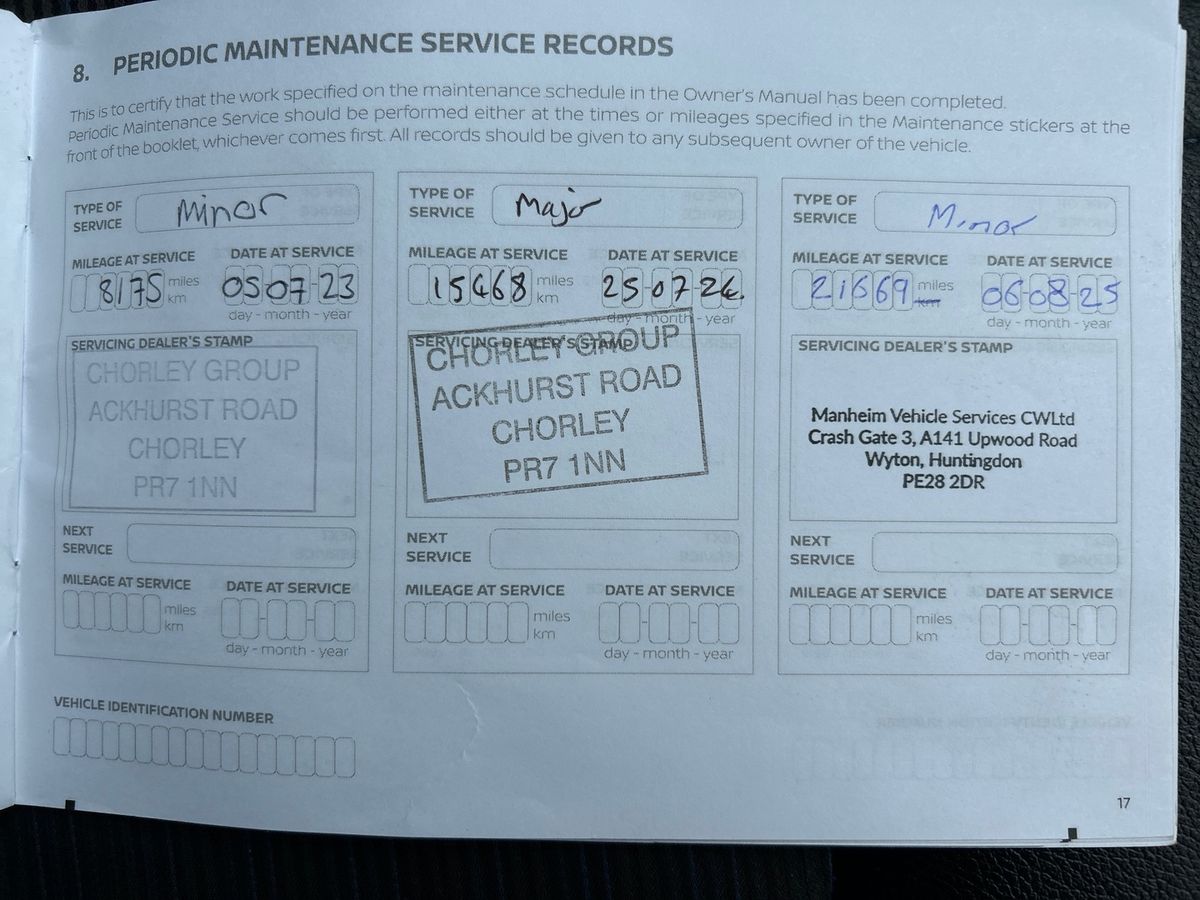 8. PERIODIC MAINTENANCE SERVICE RECORDS
This is to certify that the work specified on the maintenance schedule in the Owner's Manual has been completed.
Periodic Maintenance Service should be performed either at the times or mileages specified in the Maintenance stickers at the
front of the booklet, whichever comes first. All records should be given to any subsequent owner of the vehicle.
TYPE OF
SERVICE
Minor
MILEAGE AT SERVICE
DATE AT SERVICE
8175 miles
km
05-07-23
day - month - year
SERVICING DEALER'S STAMP
CHORLEY GROUP
ACKHURST ROAD
CHORLEY
PR7 1NN
NEXT
SERVICE
MILEAGE AT SERVICE
DATE AT SERVICE
miles
km
day - month - year
TYPE OF
SERVICE
Major
MILEAGE AT SERVICE
DATE AT SERVICE
15468 miles
km
25-07-24
day - month - year
SERVICING DEALER'S STAMP
CHORLEY GROUP
ACKHURST ROAD
CHORLEY
PR7 1NN
NEXT
SERVICE
MILEAGE AT SERVICE
DATE AT SERVICE
miles
km
day - month - year
TYPE OF
SERVICE
Minor
MILEAGE AT SERVICE
DATE AT SERVICE
21669 miles
km
06-08-25
day - month - year
SERVICING DEALER'S STAMP
Manheim Vehicle Services CWLtd
Crash Gate 3, A141 Upwood Road
Wyton, Huntingdon
PE28 2DR
NEXT
SERVICE
MILEAGE AT SERVICE
DATE AT SERVICE
miles
km
day - month - year
VEHICLE IDENTIFICATION NUMBER
17